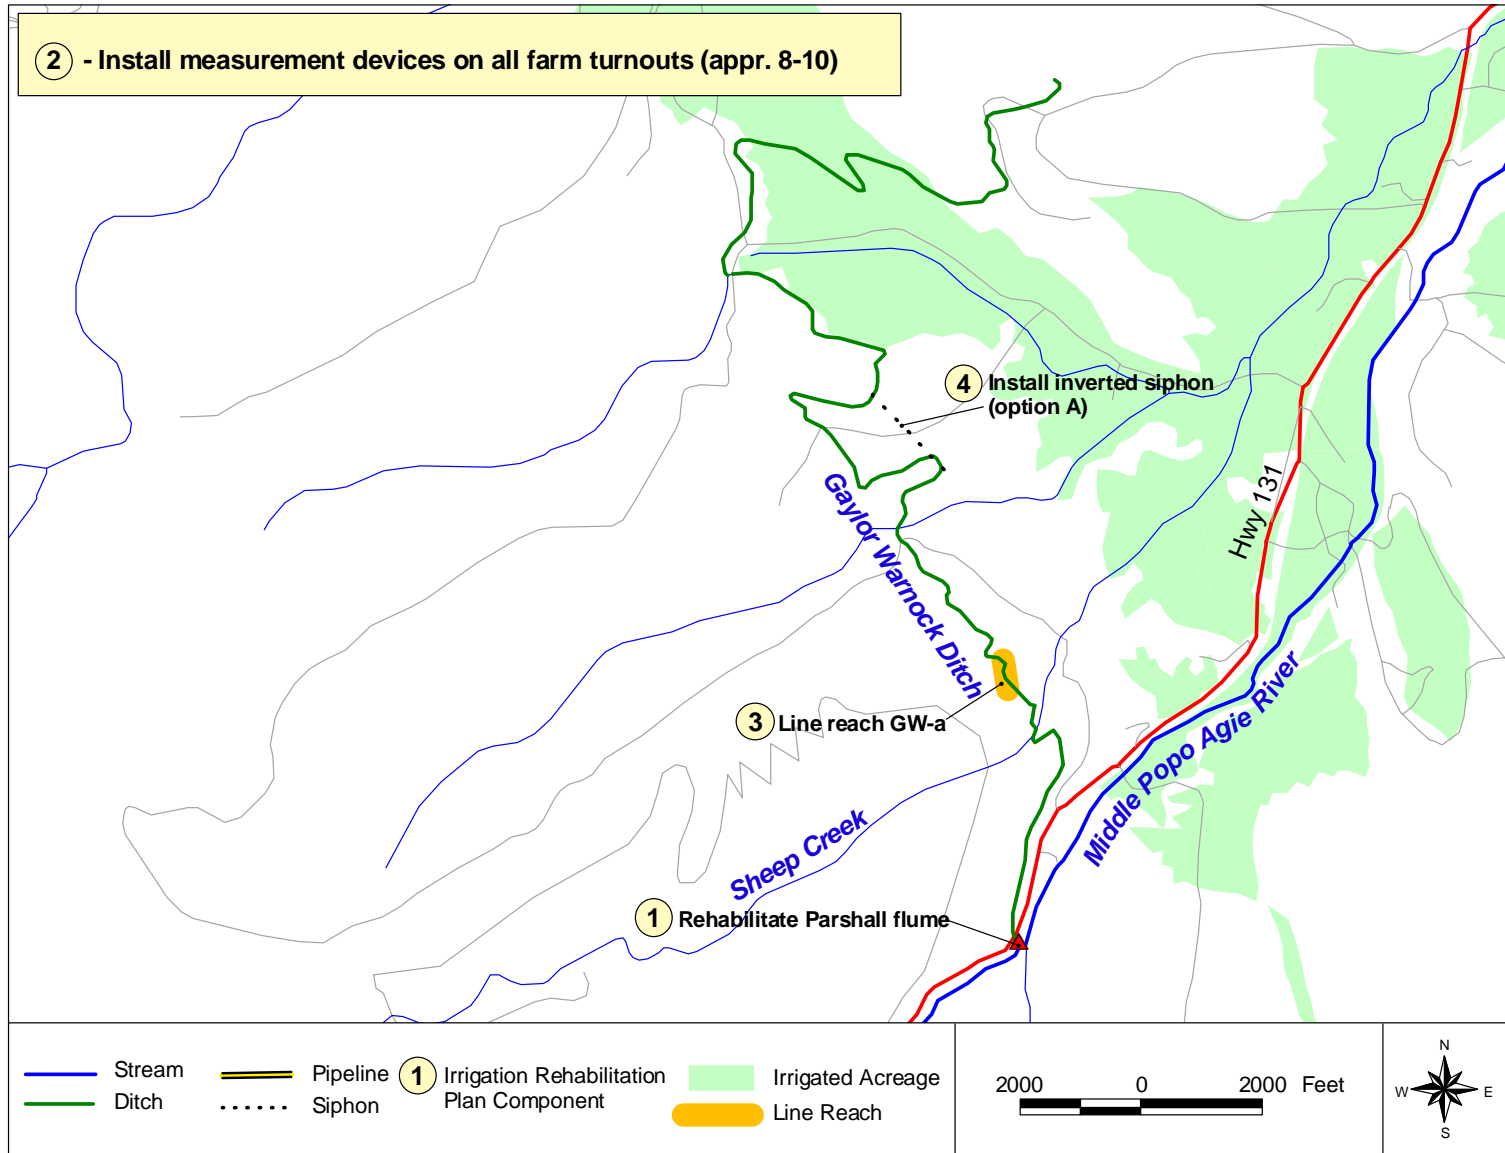 2 - Install measurement devices on all farm turnouts (appr. 8-10)
4 Install inverted siphon
(option A)
Hwy 131
Gaylor Warnock Ditch
3 Line reach GW-a
Middle Popo Agie River
Sheep Creek
1 Rehabilitate Parshall flume
Stream
Ditch
Pipeline
Siphon
1 Irrigation Rehabilitation
Plan Component
Irrigated Acreage
Line Reach
2000 0 2000 Feet
N
W E
S